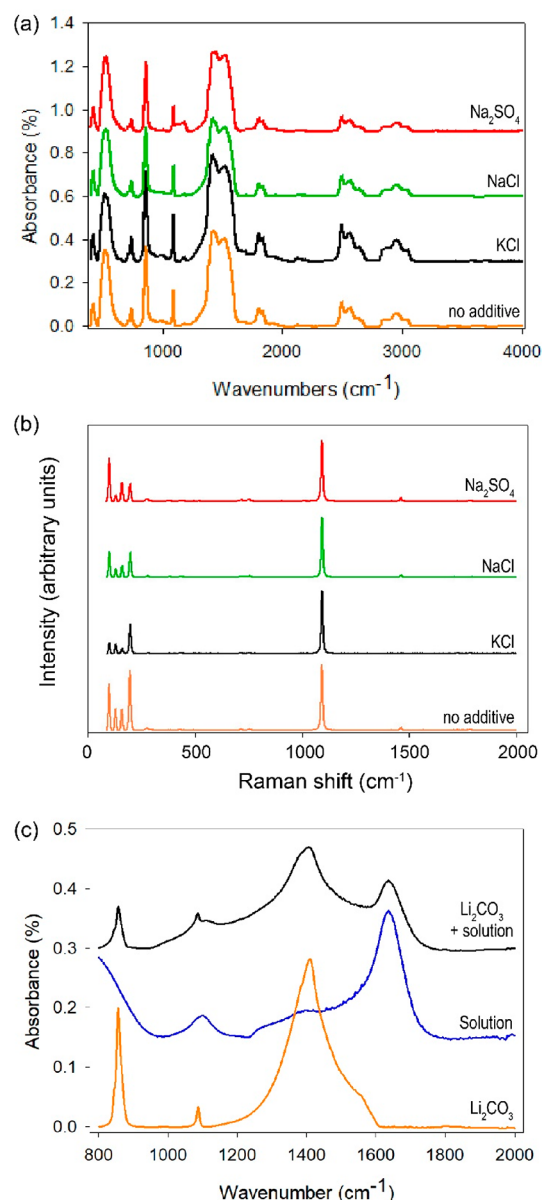 (a)
1.4
1.2
1.0
0.8
0.6
0.4
0.2
0.0
Absorbance (%)
Na₂SO₄
NaCl
KCl
no additive
1000
2000
3000
4000
Wavenumbers (cm⁻¹)
(b)
Intensity (arbitrary units)
Na₂SO₄
NaCl
KCl
no additive
0
500
1000
1500
2000
Raman shift (cm⁻¹)
(c)
0.5
0.4
0.3
0.2
0.1
0.0
Absorbance (%)
Li₂CO₃
+ solution
Solution
Li₂CO₃
800
1000
1200
1400
1600
1800
2000
Wavenumber (cm⁻¹)